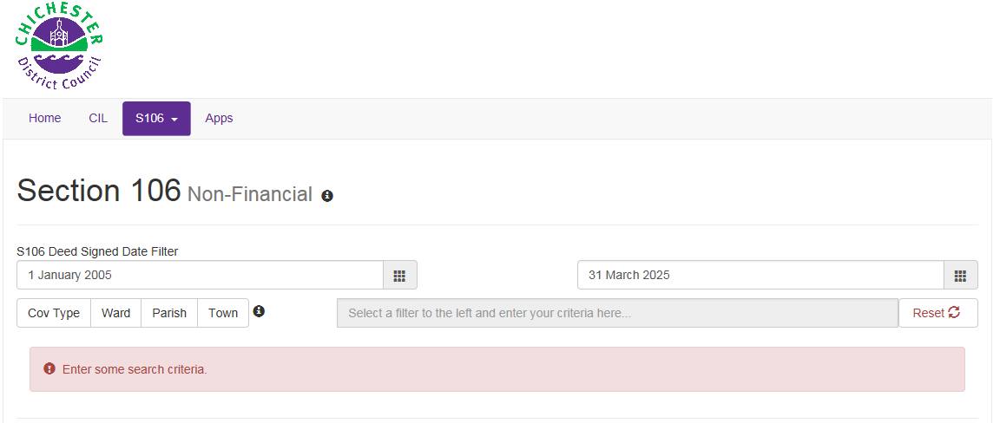 CHICHESTER
District Council
Home CIL S106 Apps
Section 106 Non-Financial
S106 Deed Signed Date Filter
1 January 2005 31 March 2025
Cov Type Ward Parish Town Select a filter to the left and enter your criteria here... Reset
Enter some search criteria.